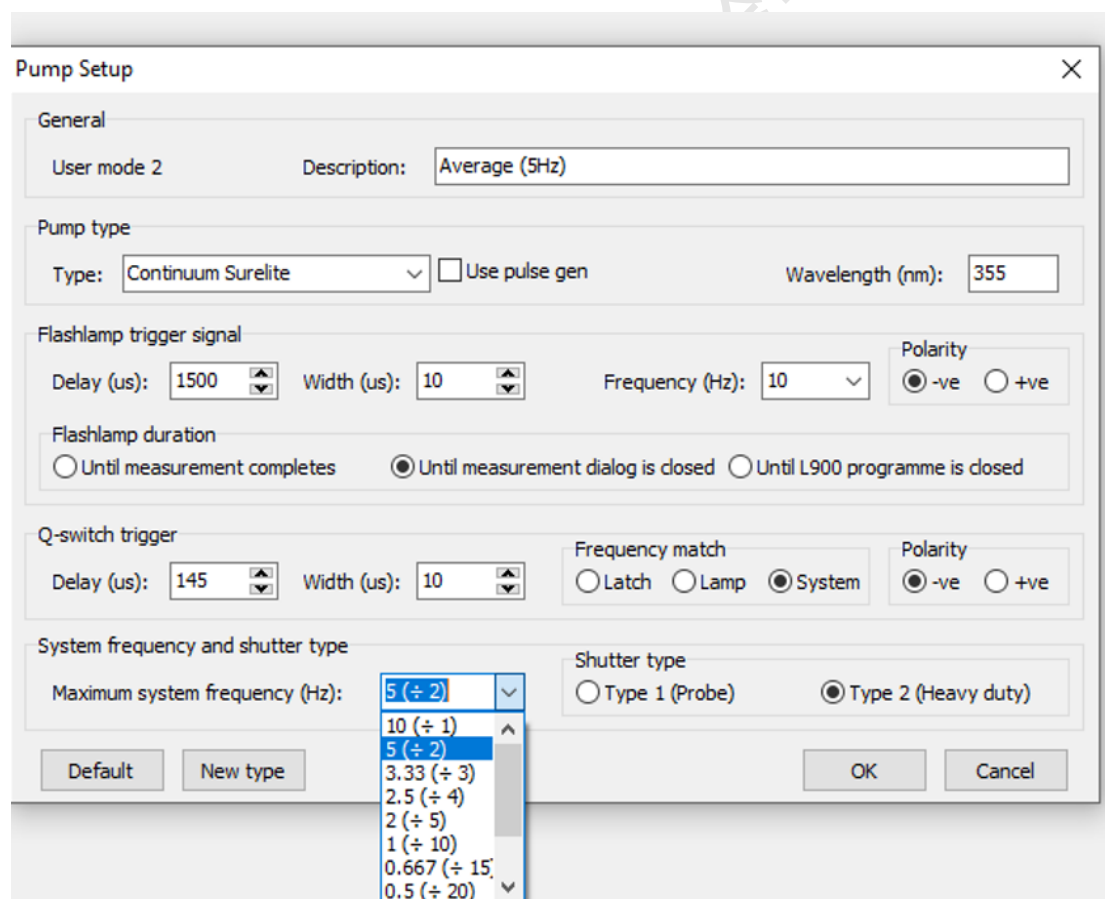 Pump Setup
General
User mode 2 Description: Average (5Hz)
Pump type
Type: Continuum Surelite Use pulse gen Wavelength (nm): 355
Flashlamp trigger signal
Delay (us): 1500 Width (us): 10 Frequency (Hz): 10
Polarity
-ve +ve
Flashlamp duration
Until measurement completes Until measurement dialog is closed Until L900 programme is closed
Q-switch trigger
Delay (us): 145 Width (us): 10
Frequency match
Latch Lamp System
Polarity
-ve +ve
System frequency and shutter type
Maximum system frequency (Hz): 5 (÷ 2)
Shutter type
Type 1 (Probe) Type 2 (Heavy duty)
10 (÷ 1)
5 (÷ 2)
3.33 (÷ 3)
2.5 (÷ 4)
2 (÷ 5)
1 (÷ 10)
0.667 (÷ 15)
0.5 (÷ 20)
Default New type OK Cancel